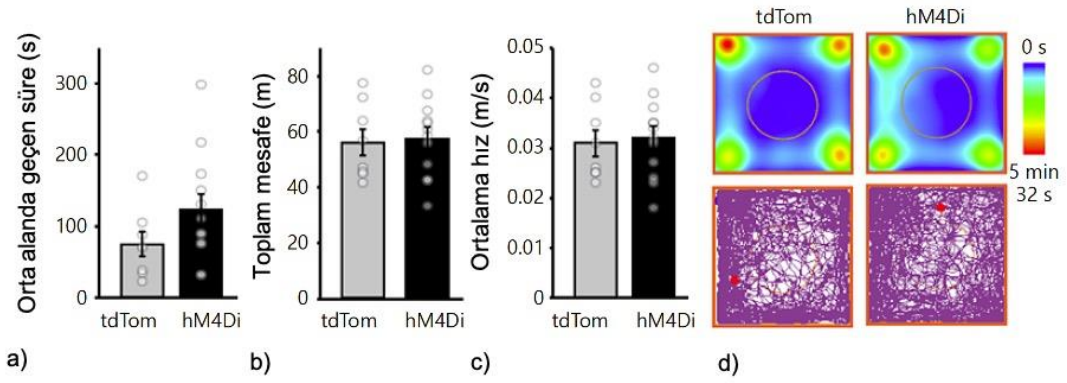 Orta alanda geçen süre (s)
300
200
100
0
tdTom hM4Di
a)
Toplam mesafe (m)
80
60
40
20
0
tdTom hM4Di
b)
Ortalama hız (m/s)
0.05
0.04
0.03
0.02
0.01
0
tdTom hM4Di
c)
tdTom hM4Di
0 s
5 min
32 s
d)